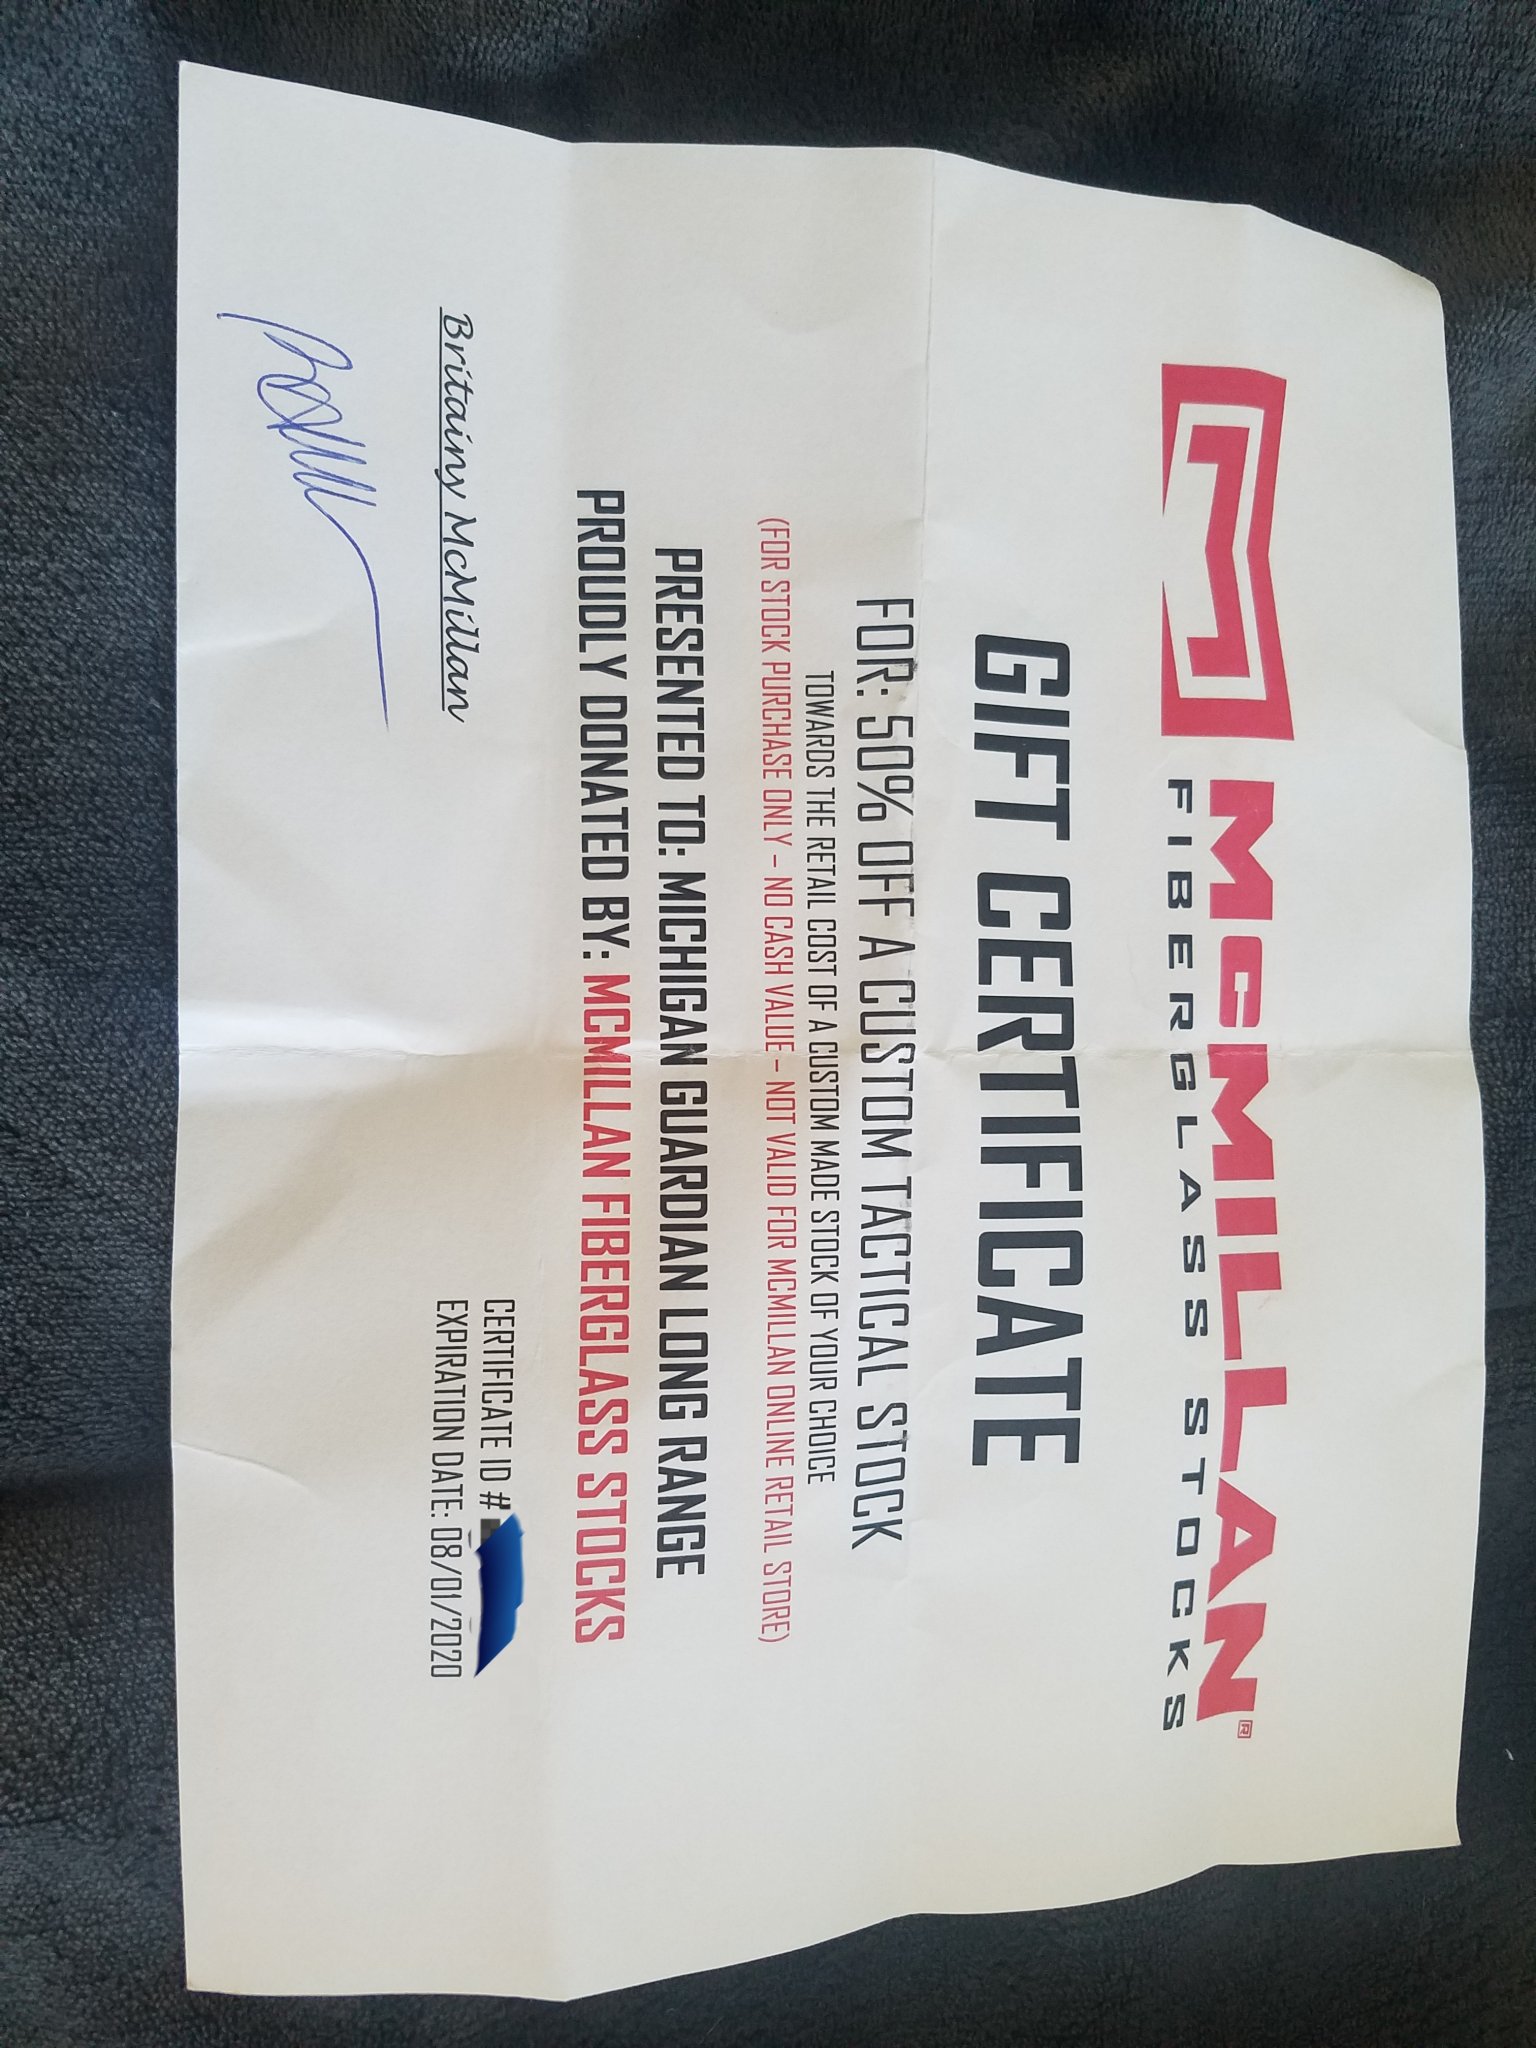 McMILLAN®
FIBERGLASS STOCKS
GIFT CERTIFICATE
FOR: 50% OFF A CUSTOM TACTICAL STOCK
TOWARDS THE RETAIL COST OF A CUSTOM MADE STOCK OF YOUR CHOICE
(FOR STOCK PURCHASE ONLY – NO CASH VALUE – NOT VALID FOR MCMILLAN ONLINE RETAIL STORE)
PRESENTED TO: MICHIGAN GUARDIAN LONG RANGE
PROUDLY DONATED BY: MCMILLAN FIBERGLASS STOCKS
Britainy McMillan
CERTIFICATE ID #
EXPIRATION DATE: 08/01/2020